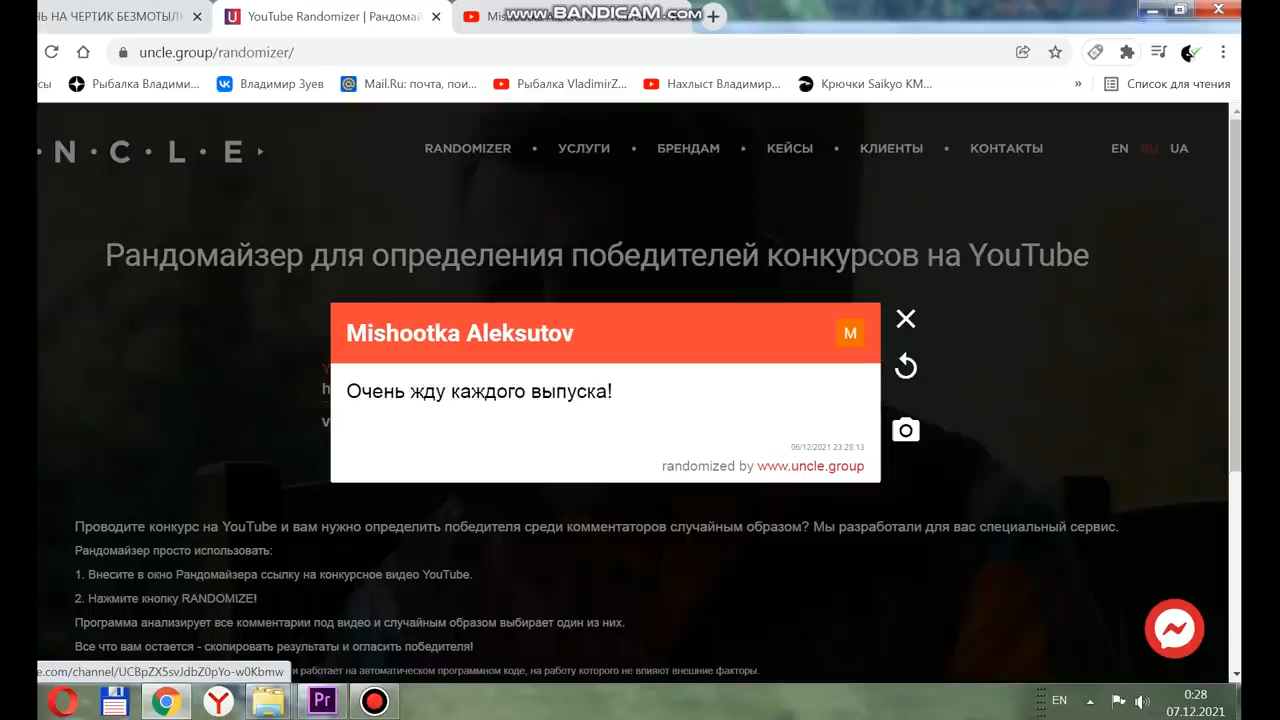 НЬ НА ЧЕРТИК БЕЗМОТЫЛ
YouTube Randomizer | Рандомай
www.BANDICAM.com
uncle.group/randomizer/
сы
Рыбалка Владими...
Владимир Зуев
Mail.Ru: почта, пои...
Рыбалка VladimirZ...
Нахлыст Владимир...
Крючки Saikyo KM...
»
Список для чтения
N · C · L · E
RANDOMIZER • УСЛУГИ • БРЕНДАМ • КЕЙСЫ • КЛИЕНТЫ • КОНТАКТЫ
EN RU UA
Рандомайзер для определения победителей конкурсов на YouTube
Mishootka Aleksutov
M
Очень жду каждого выпуска!
06/12/2021 23:28:13
randomized by www.uncle.group
Проводите конкурс на YouTube и вам нужно определить победителя среди комментаторов случайным образом? Мы разработали для вас специальный сервис.
Рандомайзер просто использовать:
1. Внесите в окно Рандомайзера ссылку на конкурсное видео YouTube.
2. Нажмите кнопку RANDOMIZE!
Программа анализирует все комментарии под видео и случайным образом выбирает один из них.
Все что вам остается - скопировать результаты и огласить победителя!
e.com/channel/UCBpZX5svJdbZ0pYo-w0Kbmw
и работает на автоматическом программном коде, на работу которого не влияют внешние факторы.
Pr
EN
0:28
07.12.2021